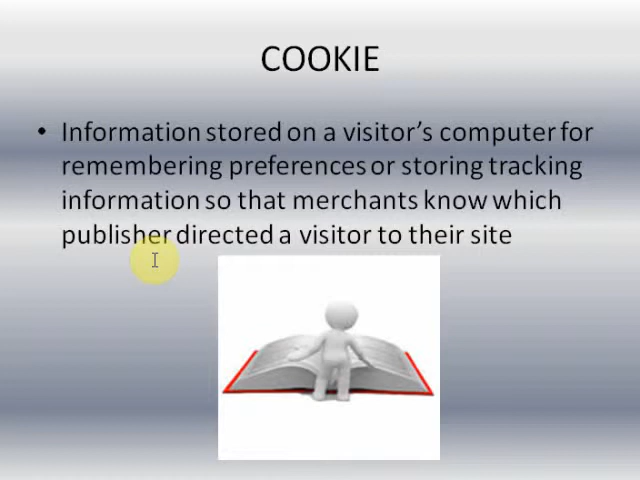 COOKIE
• Information stored on a visitor's computer for
remembering preferences or storing tracking
information so that merchants know which
publisher directed a visitor to their site